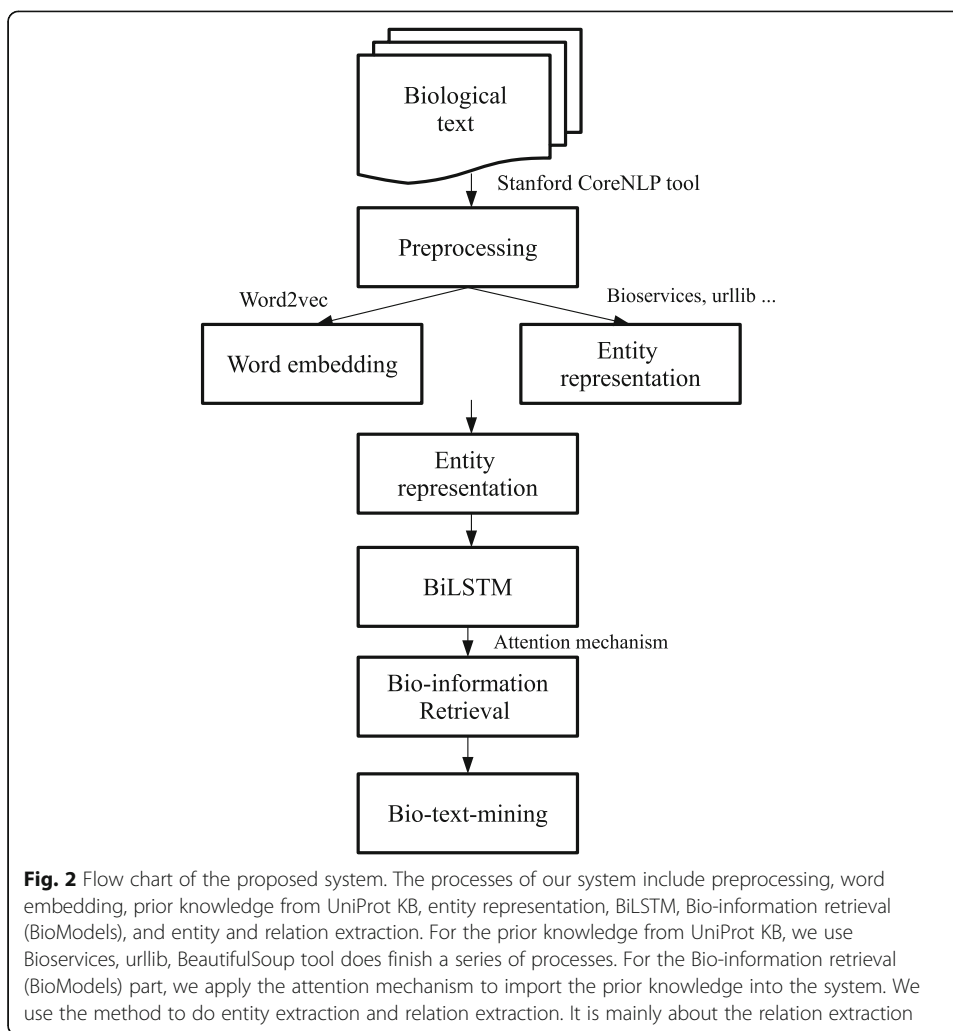 Biological
text
Stanford CoreNLP tool
Preprocessing
Word2vec
Bioservices, urllib ...
Word embedding
Entity
representation
Entity
representation
BiLSTM
Attention mechanism
Bio-information
Retrieval
Bio-text-mining
Fig. 2 Flow chart of the proposed system. The processes of our system include preprocessing, word
embedding, prior knowledge from UniProt KB, entity representation, BiLSTM, Bio-information retrieval
(BioModels), and entity and relation extraction. For the prior knowledge from UniProt KB, we use
Bioservices, urllib, BeautifulSoup tool does finish a series of processes. For the Bio-information retrieval
(BioModels) part, we apply the attention mechanism to import the prior knowledge into the system. We
use the method to do entity extraction and relation extraction. It is mainly about the relation extraction